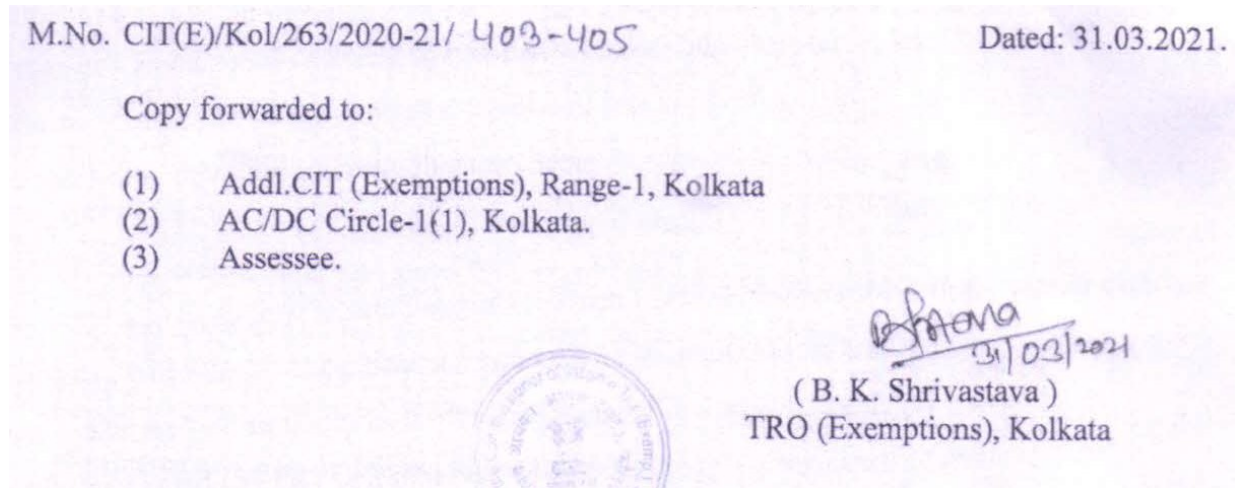 M.No. CIT(E)/Kol/263/2020-21/ 403-405 Dated: 31.03.2021.
Copy forwarded to:
(1) Addl.CIT (Exemptions), Range-1, Kolkata
(2) AC/DC Circle-1(1), Kolkata.
(3) Assessee.
31/03/2021
( B. K. Shrivastava )
TRO (Exemptions), Kolkata